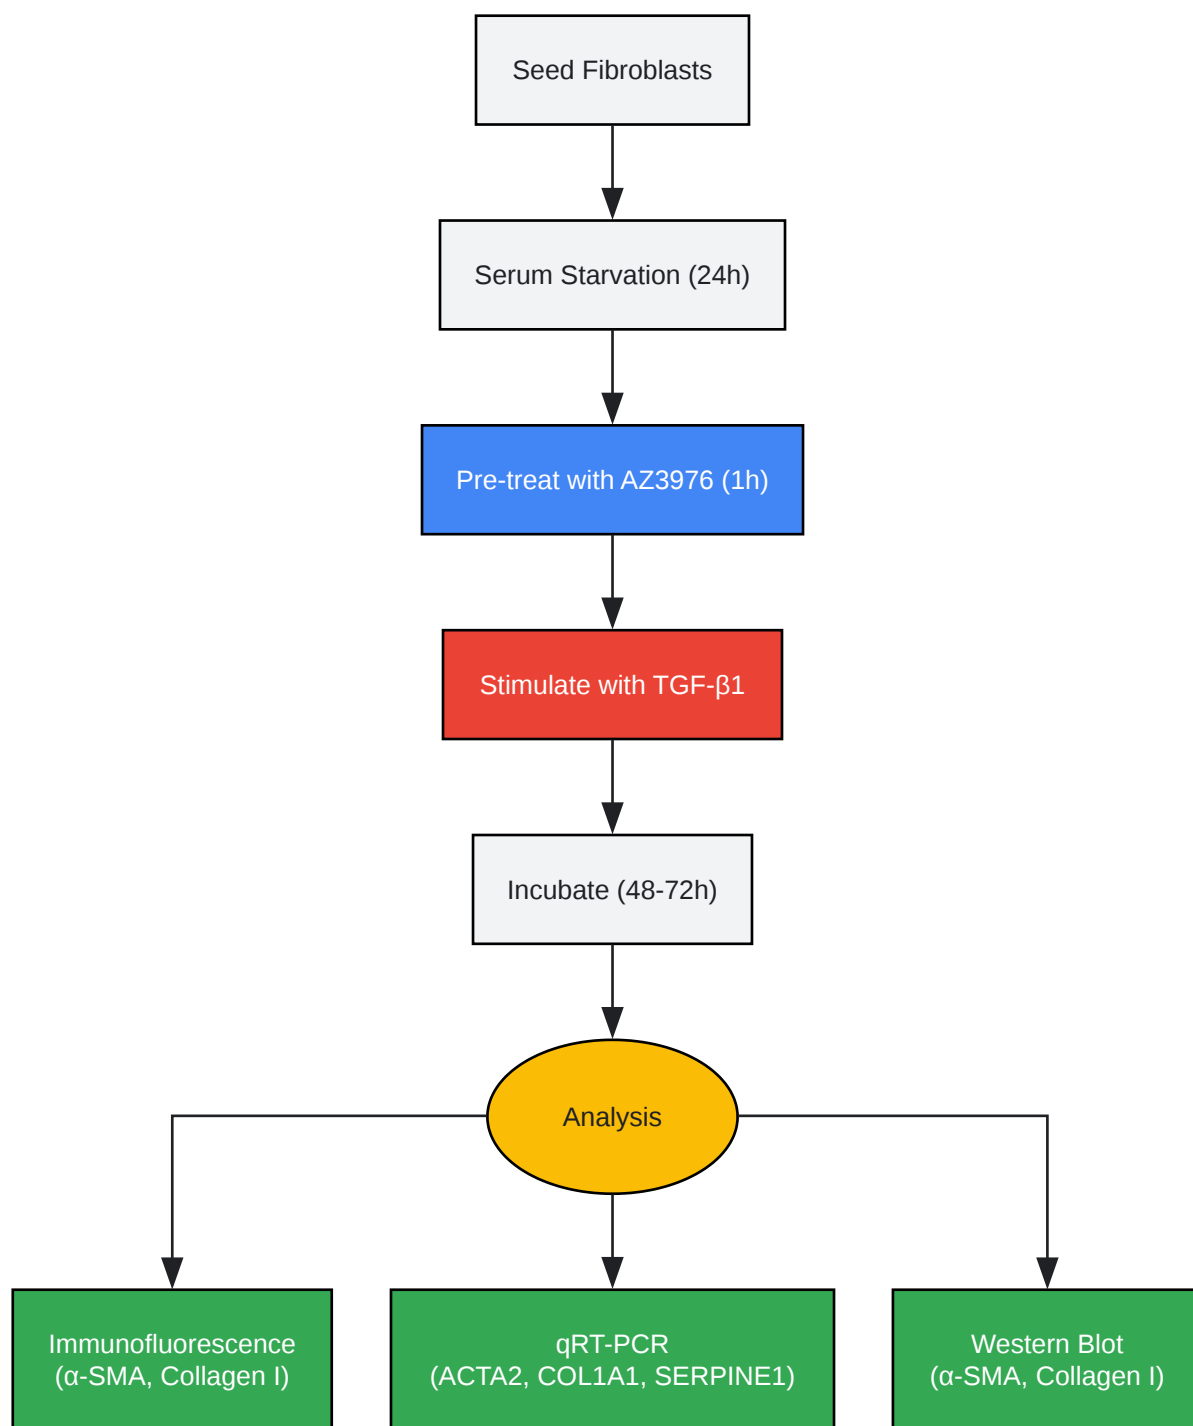 Seed Fibroblasts
Serum Starvation (24h)
Pre-treat with AZ3976 (1h)
Stimulate with TGF-β1
Incubate (48-72h)
Analysis
Immunofluorescence
(α-SMA, Collagen I)
qRT-PCR
(ACTA2, COL1A1, SERPINE1)
Western Blot
(α-SMA, Collagen I)